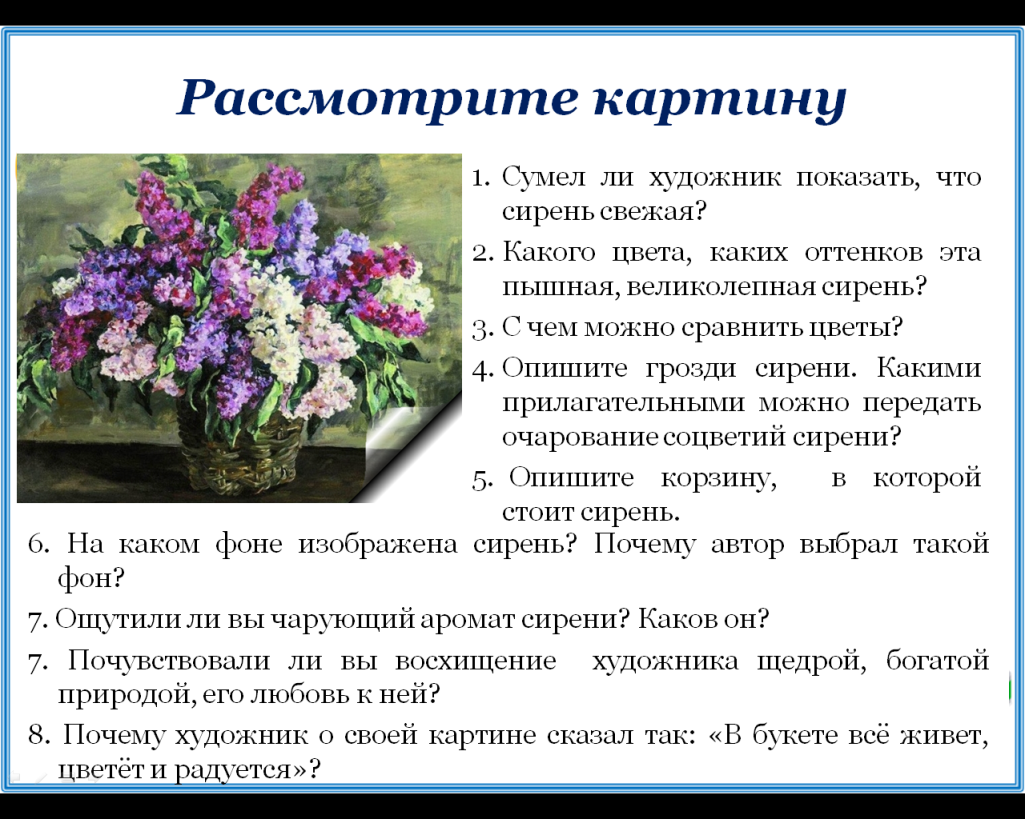 Рассмотрите картину
1. Сумел ли художник показать, что
сирень свежая?
2. Какого цвета, каких оттенков эта
пышная, великолепная сирень?
3. С чем можно сравнить цветы?
4. Опишите грозди сирени. Какими
прилагательными можно передать
очарование соцветий сирени?
5. Опишите корзину, в которой
стоит сирень.
6. На каком фоне изображена сирень? Почему автор выбрал такой
фон?
7. Ощутили ли вы чарующий аромат сирени? Каков он?
7. Почувствовали ли вы восхищение художника щедрой, богатой
природой, его любовь к ней?
8. Почему художник о своей картине сказал так: «В букете всё живет,
цветёт и радуется»?